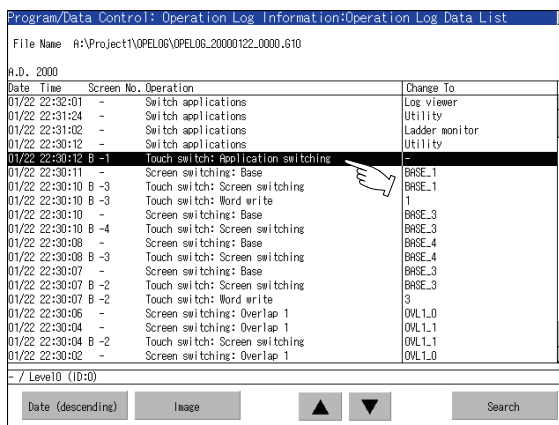 Program/Data Control: Operation Log Information:Operation Log Data List
File Name A:\Project1\OPELOG\OPELOG_20000122_0000.G1O
A.D. 2000
Date Time Screen No. Operation Change To
01/22 22:32:01 - Switch applications Log viewer
01/22 22:31:24 - Switch applications Utility
01/22 22:31:02 - Switch applications Ladder monitor
01/22 22:30:12 - Switch applications Utility
01/22 22:30:12 B -1 Touch switch: Application switching -
01/22 22:30:11 - Screen switching: Base BASE_1
01/22 22:30:10 B -3 Touch switch: Screen switching BASE_1
01/22 22:30:10 B -3 Touch switch: Word write 1
01/22 22:30:10 - Screen switching: Base BASE_3
01/22 22:30:10 B -4 Touch switch: Screen switching BASE_3
01/22 22:30:08 - Screen switching: Base BASE_4
01/22 22:30:08 B -3 Touch switch: Screen switching BASE_4
01/22 22:30:07 - Screen switching: Base BASE_3
01/22 22:30:07 B -2 Touch switch: Screen switching BASE_3
01/22 22:30:07 B -2 Touch switch: Word write 3
01/22 22:30:06 - Screen switching: Overlap 1 OVL1_0
01/22 22:30:04 - Screen switching: Overlap 1 OVL1_1
01/22 22:30:04 B -2 Touch switch: Screen switching OVL1_1
01/22 22:30:02 - Screen switching: Overlap 1 OVL1_0
- / Level0 (ID:0)
Date (descending) Image ▲ ▼ Search